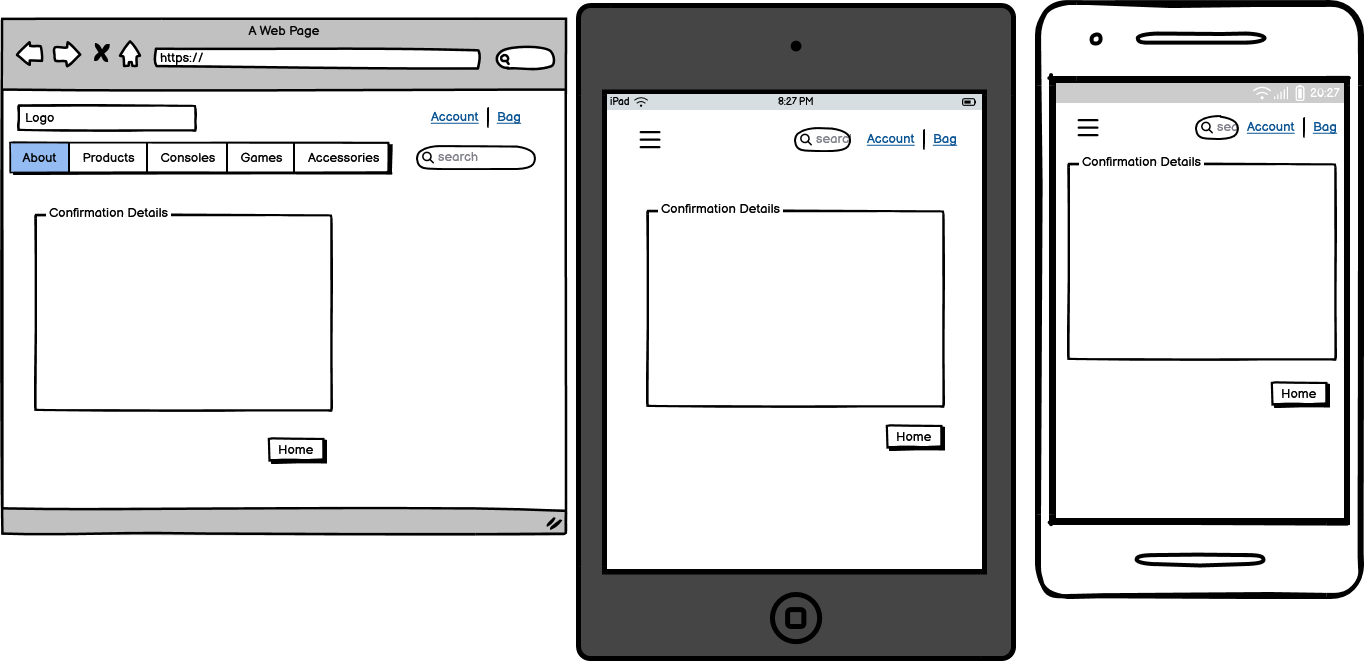 A Web Page
https://
Logo
Account
Bag
About
Products
Consoles
Games
Accessories
search
Confirmation Details
Home
iPad
8:27 PM
searc
Account
Bag
Confirmation Details
Home
20:27
sec
Account
Bag
Confirmation Details
Home